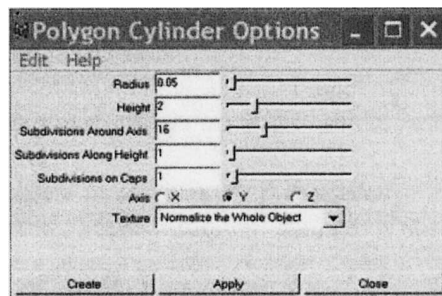 Polygon Cylinder Options
Edit Help
Radius 0.05
Height 2
Subdivisions Around Axis 16
Subdivisions Along Height 1
Subdivisions on Caps 1
Axis X Y Z
Texture Normalize the Whole Object
Create Apply Close